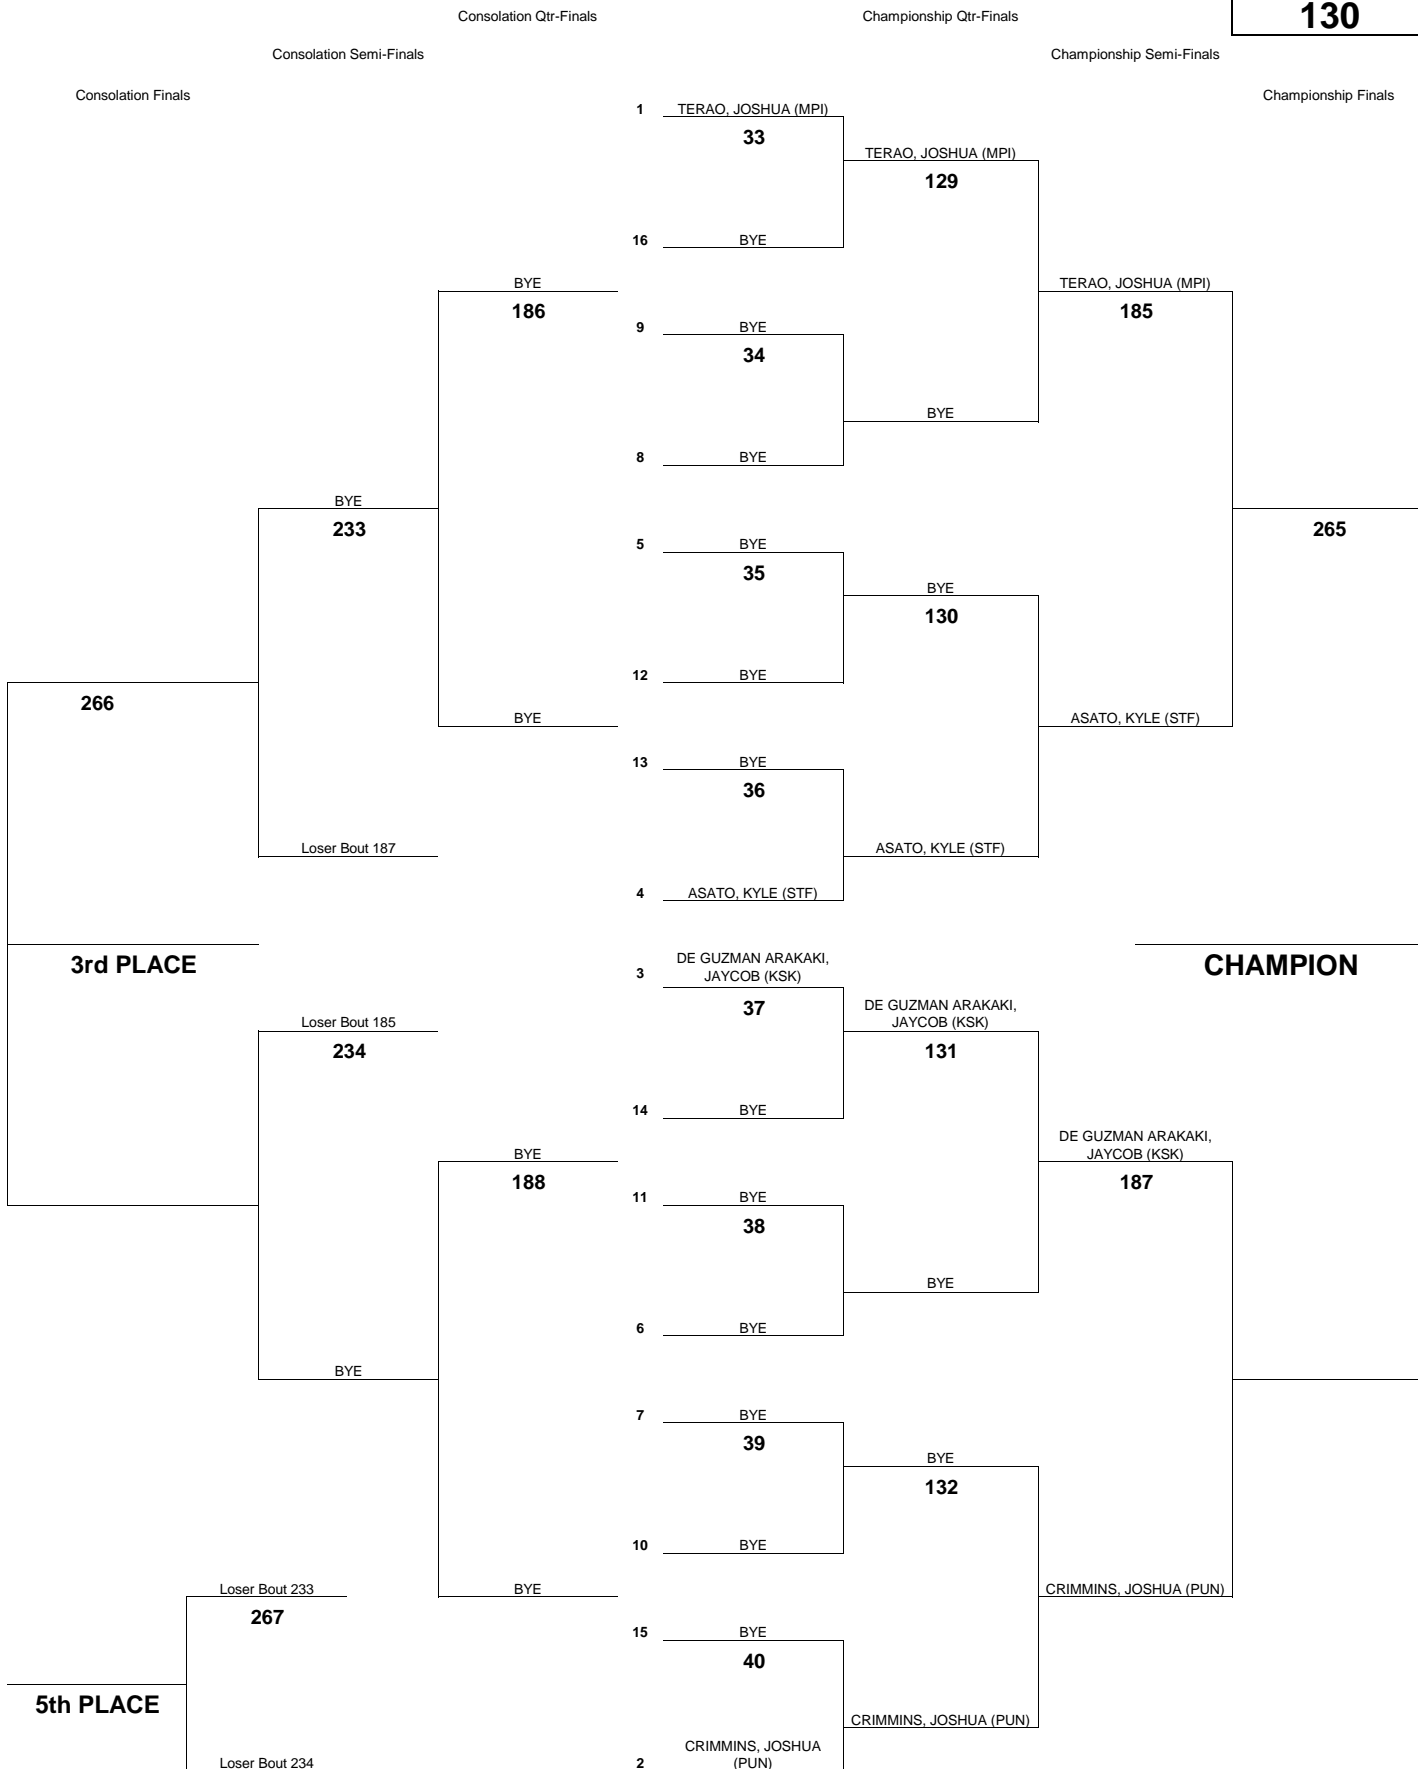 Consolation Qtr-Finals
Championship Qtr-Finals
130
Consolation Semi-Finals
Championship Semi-Finals
Consolation Finals
Championship Finals
1 TERAO, JOSHUA (MPI)
33
TERAO, JOSHUA (MPI)
129
16 BYE
BYE
TERAO, JOSHUA (MPI)
186
185
9 BYE
34
BYE
8 BYE
BYE
233
265
5 BYE
35
BYE
130
12 BYE
266
BYE
ASATO, KYLE (STF)
13 BYE
36
Loser Bout 187
ASATO, KYLE (STF)
4 ASATO, KYLE (STF)
3rd PLACE
CHAMPION
3 DE GUZMAN ARAKAKI,
JAYCOB (KSK)
37
DE GUZMAN ARAKAKI,
JAYCOB (KSK)
Loser Bout 185
234
131
14 BYE
DE GUZMAN ARAKAKI,
JAYCOB (KSK)
BYE
188
187
11 BYE
38
BYE
6 BYE
BYE
7 BYE
39
BYE
132
10 BYE
Loser Bout 233
BYE
CRIMMINS, JOSHUA (PUN)
267
15 BYE
40
5th PLACE
CRIMMINS, JOSHUA (PUN)
CRIMMINS, JOSHUA
(PUN)
Loser Bout 234
2